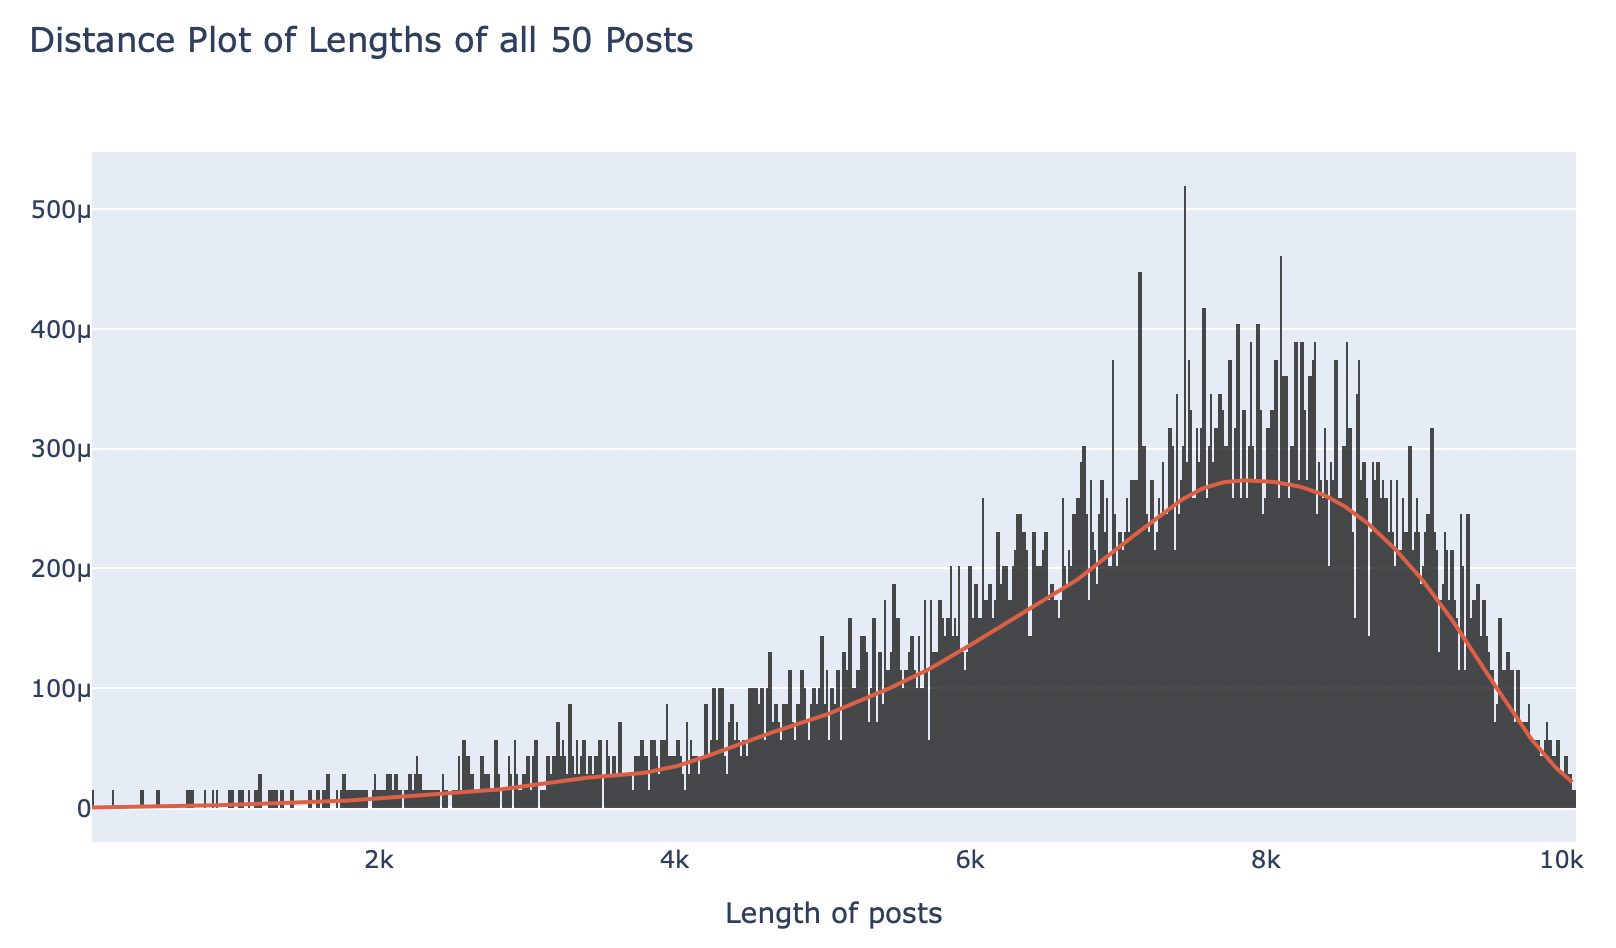 Distance Plot of Lengths of all 50 Posts
500μ
400μ
300μ
200μ
100μ
0
2k 4k 6k 8k 10k
Length of posts